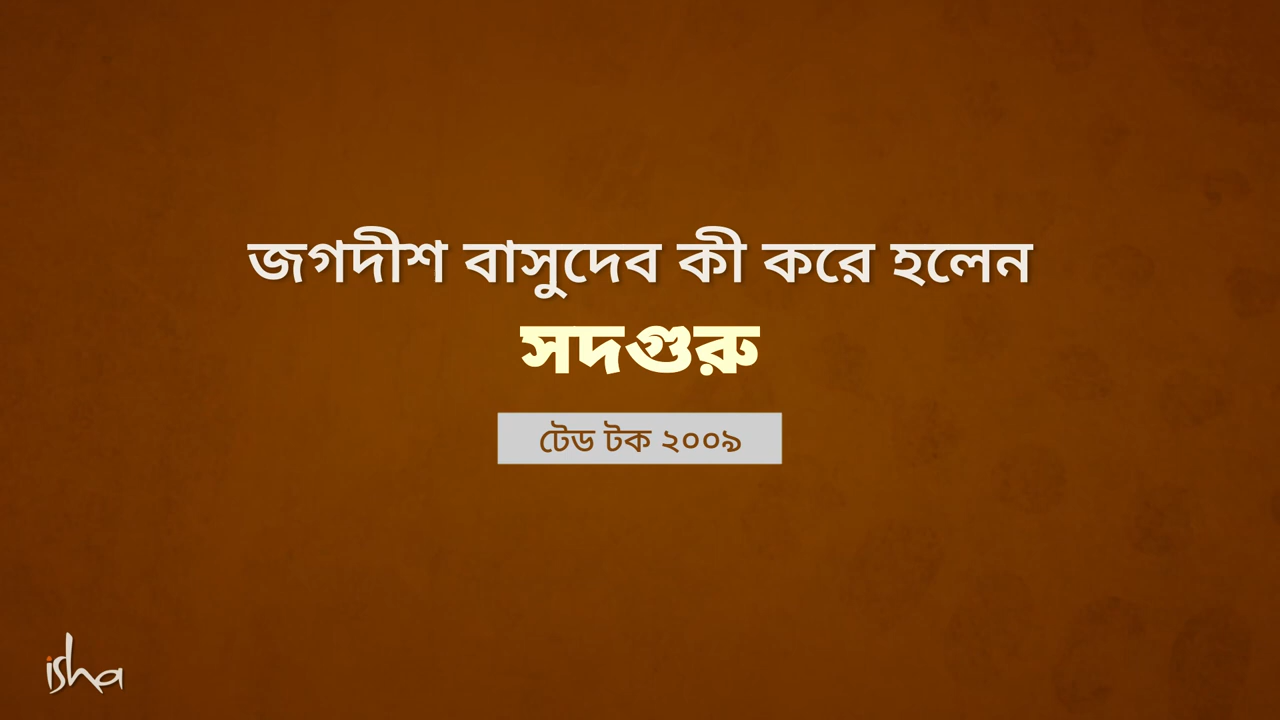 জগদীশ বাসুদেব কী করে হলেন
সদগুরু
টেড টক ২০০৯
isha